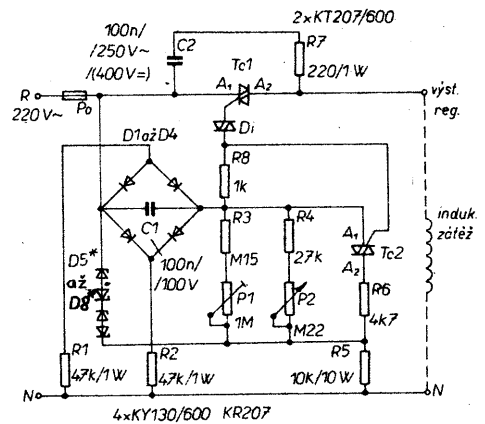 100n/
/250V~
/(400V=)
C2
2×KT207/600
Tc1
R7
A1
A2
220/1W
R
220V~
Po
výst.
reg.
D1až D4
Di
R8
1k
C1
100n/
/100V
R3
M15
R4
27k
A1
Tc2
A2
induk.
zátěž
D5*
až
D8*
P1
1M
P2
M22
R6
4k7
R1
47k/1W
R2
47k/1W
R5
10k/10W
N
N
4×KY130/600 KR207